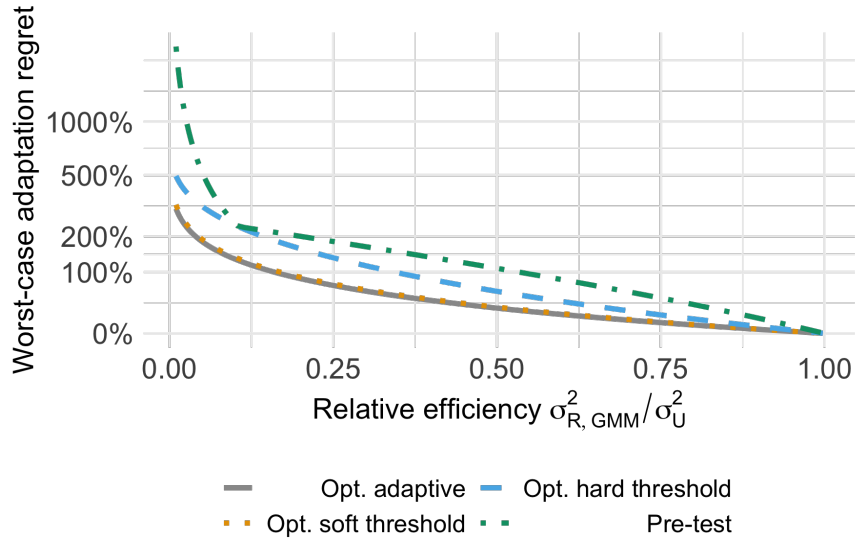 Worst-case adaptation regret
1000%
500%
200%
100%
0%
0.00 0.25 0.50 0.75 1.00
Relative efficiency σ²R, GMM/σ²U
Opt. adaptive Opt. hard threshold
Opt. soft threshold Pre-test